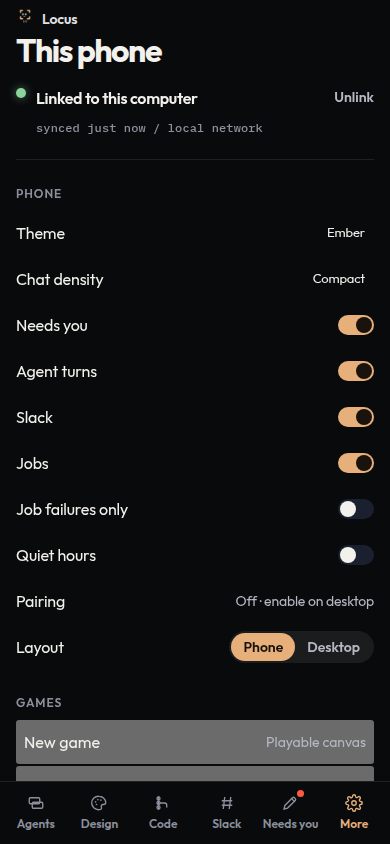 Locus
This phone
Linked to this computer Unlink
synced just now / local network
PHONE
Theme Ember
Chat density Compact
Needs you
Agent turns
Slack
Jobs
Job failures only
Quiet hours
Pairing Off · enable on desktop
Layout Phone Desktop
GAMES
New game Playable canvas
Agents Design Code Slack Needs you More